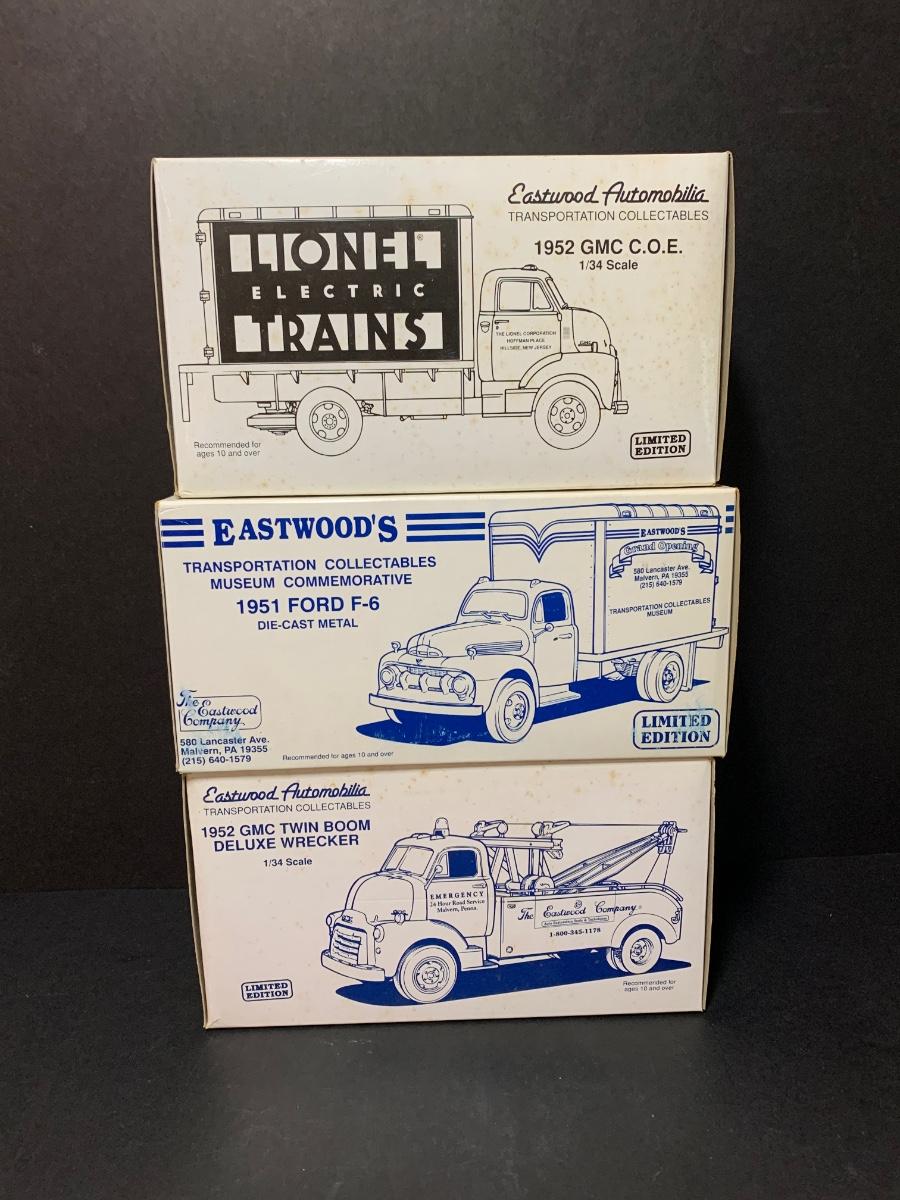 Eastwood Automobilia
TRANSPORTATION COLLECTABLES
1952 GMC C.O.E.
1/34 Scale
LIONEL®
ELECTRIC
TRAINS
THE LIONEL CORPORATION
HOFFMAN PLACE
HILLSIDE, NEW JERSEY
GMC
Recommended for
ages 10 and over
LIMITED
EDITION
EASTWOOD'S
TRANSPORTATION COLLECTABLES
MUSEUM COMMEMORATIVE
1951 FORD F-6
DIE-CAST METAL
EASTWOOD'S
Grand Opening
580 Lancaster Ave.
Malvern, PA 19355
(215) 640-1579
TRANSPORTATION COLLECTABLES
MUSEUM
The Eastwood
Company
580 Lancaster Ave.
Malvern, PA 19355
(215) 640-1579
Recommended for ages 10 and over
LIMITED
EDITION
Eastwood Automobilia
TRANSPORTATION COLLECTABLES
1952 GMC TWIN BOOM
DELUXE WRECKER
1/34 Scale
EMERGENCY
24 Hour Road Service
Malvern, Penna.
The Eastwood Company
1-800-345-1178
LIMITED
EDITION
Recommended for
ages 10 and over